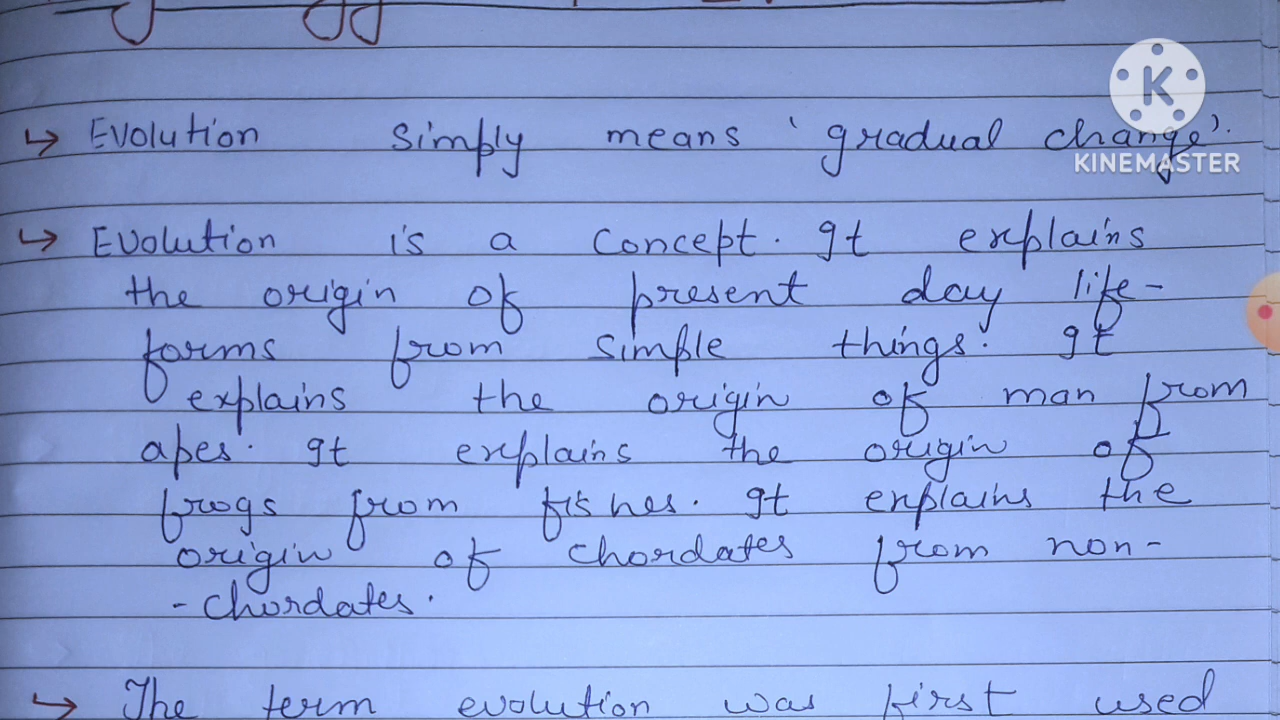 ↳ Evolution simply means 'gradual change'.
K
KINEMASTER
↳ Evolution is a concept. It explains
the origin of present day life-
forms from simple things. It
explains the origin of man from
apes. It explains the origin of
frogs from fishes. It explains the
origin of chordates from non-
-chordates.
↳ The term evolution was first used